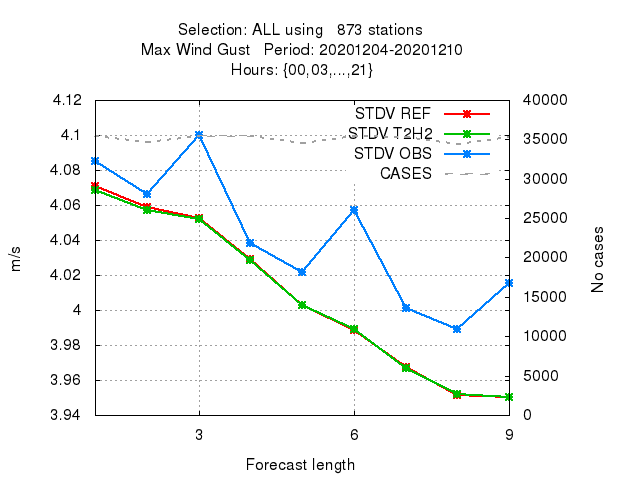 Selection: ALL using   873 stations
Max Wind Gust   Period: 20201204-20201210
Hours: {00,03,...,21}
4.12
4.1
4.08
4.06
4.04
4.02
4
3.98
3.96
3.94
40000
35000
30000
25000
20000
15000
10000
5000
0
STDV REF
STDV T2H2
STDV OBS
CASES
m/s
No cases
3
6
9
Forecast length